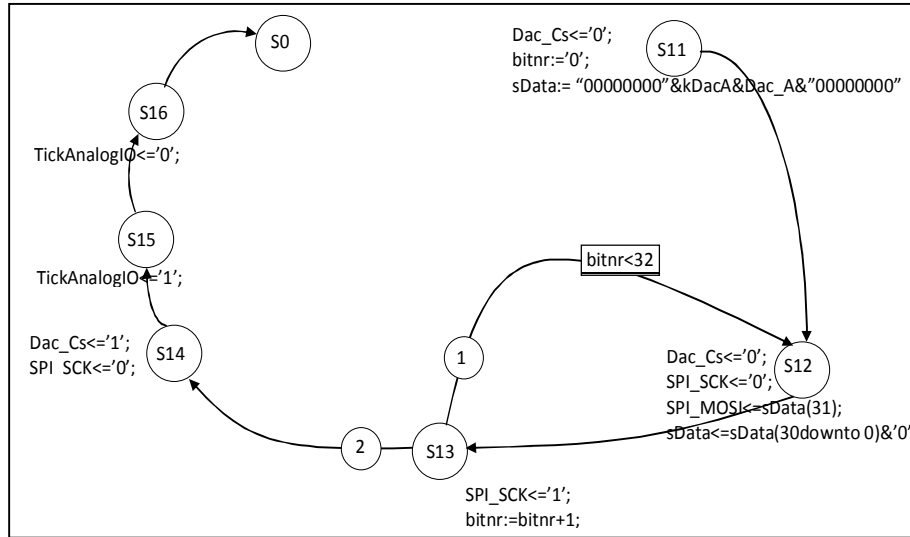 S0
Dac_Cs<='0';
bitnr:='0';
sData:= “00000000”&kDacA&Dac_A&”00000000”
S11
S16
TickAnalogIO<='0';
S15
TickAnalogIO<='1';
bitnr<32
Dac_Cs<='1';
SPI_SCK<='0';
S14
1
Dac_Cs<='0';
SPI_SCK<='0';
SPI_MOSI<=sData(31);
sData<=sData(30downto 0)&'0'
S12
2
S13
SPI_SCK<='1';
bitnr:=bitnr+1;